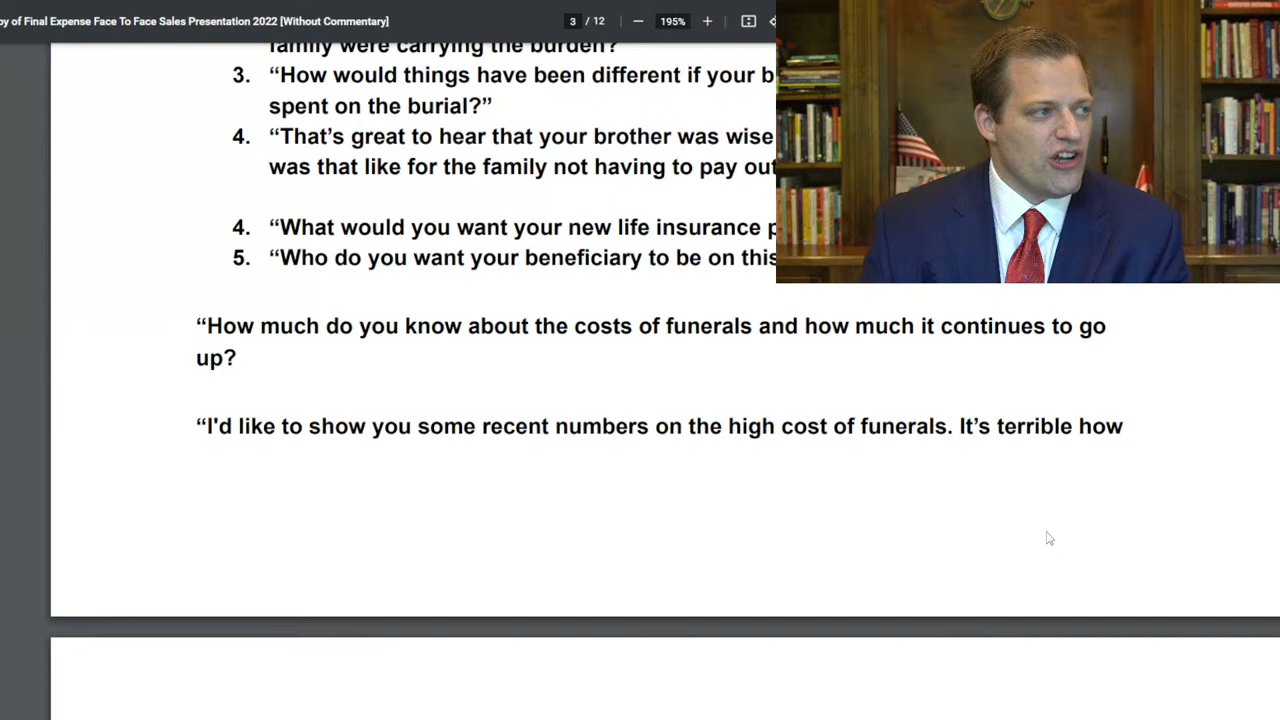 py of Final Expense Face To Face Sales Presentation 2022 [Without Commentary]
3 / 12
195%
family were carrying the burden?
3. “How would things have been different if your b
spent on the burial?”
4. “That’s great to hear that your brother was wise
was that like for the family not having to pay out
4. “What would you want your new life insurance p
5. “Who do you want your beneficiary to be on this
“How much do you know about the costs of funerals and how much it continues to go
up?
“I'd like to show you some recent numbers on the high cost of funerals. It’s terrible how